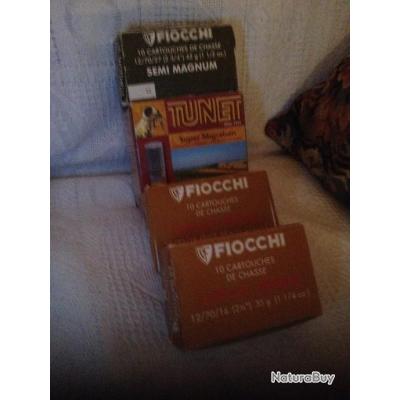 FIOCCHI
10 CARTOUCHES DE CHASSE
SEMI MAGNUM
TUNET
Super Migration
FIOCCHI
10 CARTOUCHES
DE CHASSE
FIOCCHI
10 CARTOUCHES
DE CHASSE
12/70/16 (2¾") 35 g (1 1/4 oz)
NaturaBuy